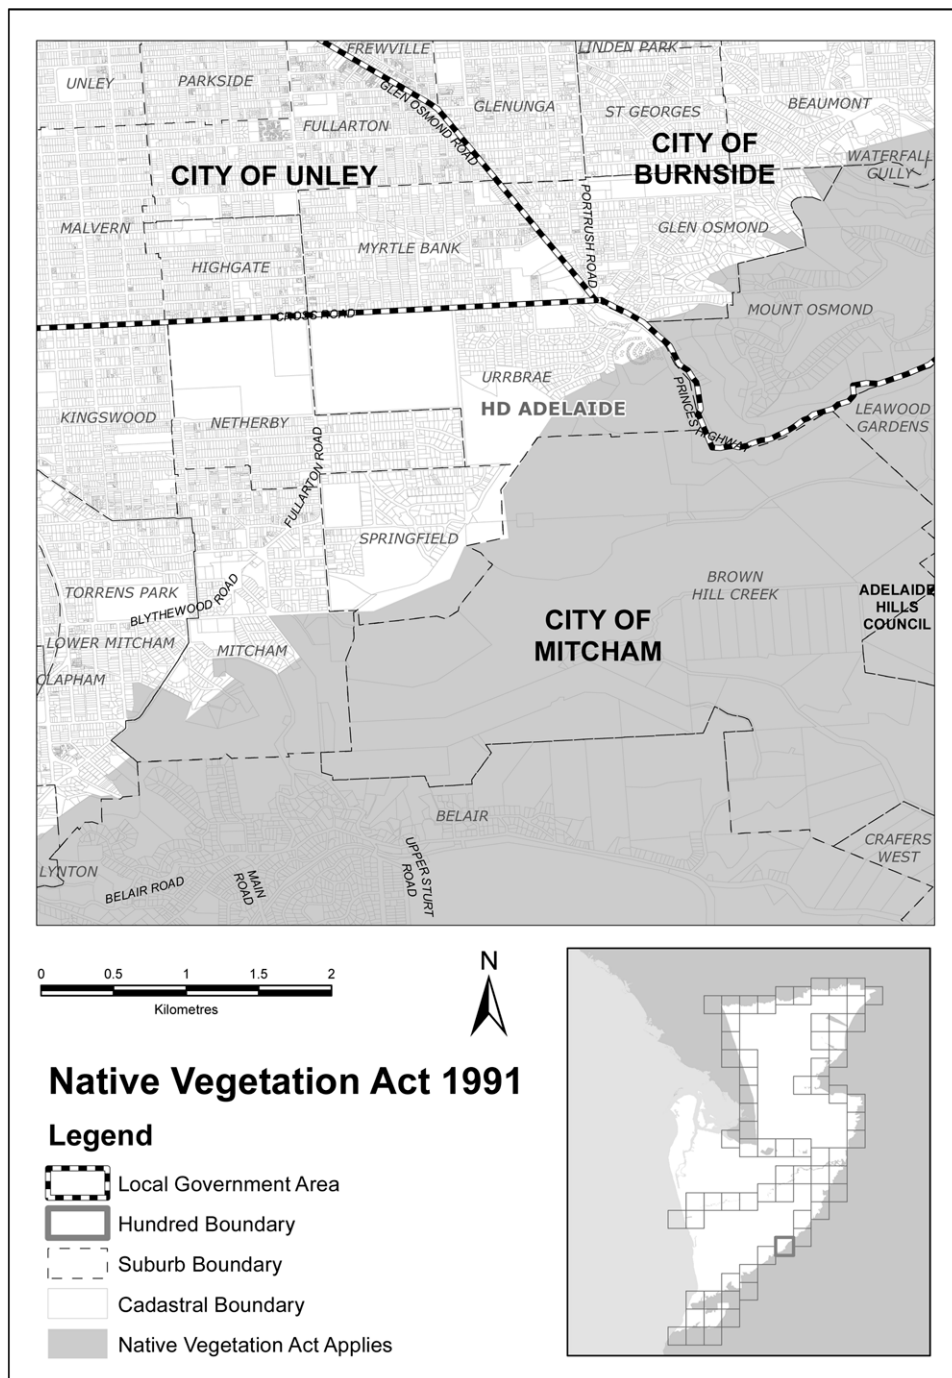 FREWVILLE
LINDEN PARK
UNLEY
PARKSIDE
GLEN OSMOND ROAD
GLENUNGA
ST GEORGES
BEAUMONT
FULLARTON
CITY OF UNLEY
CITY OF
BURNSIDE
WATERFALL
GULLY
MALVERN
MYRTLE BANK
PORTRUSH ROAD
GLEN OSMOND
HIGHGATE
CROSS ROAD
MOUNT OSMOND
URRBRAE
KINGSWOOD
NETHERBY
HD ADELAIDE
PRINCES HIGHWAY
LEAWOOD
GARDENS
FULLARTON ROAD
SPRINGFIELD
TORRENS PARK
BLYTHEWOOD ROAD
BROWN
HILL CREEK
ADELAIDE
HILLS
COUNCIL
CITY OF
MITCHAM
LOWER MITCHAM
MITCHAM
CLAPHAM
BELAIR
LYNTON
BELAIR ROAD
MAIN
ROAD
UPPER STURT
ROAD
CRAFERS
WEST
0 0.5 1 1.5 2
Kilometres
N
Native Vegetation Act 1991
Legend
Local Government Area
Hundred Boundary
Suburb Boundary
Cadastral Boundary
Native Vegetation Act Applies